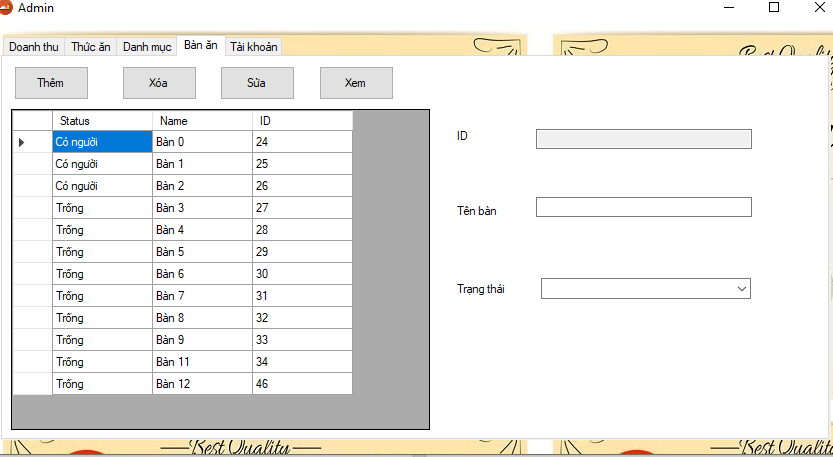 Admin
Doanh thu Thức ăn Danh mục Bàn ăn Tài khoản
Thêm Xóa Sửa Xem
Status Name ID
Có người Bàn 0 24
Có người Bàn 1 25
Có người Bàn 2 26
Trống Bàn 3 27
Trống Bàn 4 28
Trống Bàn 5 29
Trống Bàn 6 30
Trống Bàn 7 31
Trống Bàn 8 32
Trống Bàn 9 33
Trống Bàn 11 34
Trống Bàn 12 46
ID
Tên bàn
Trạng thái
Best Quality
Best Quality